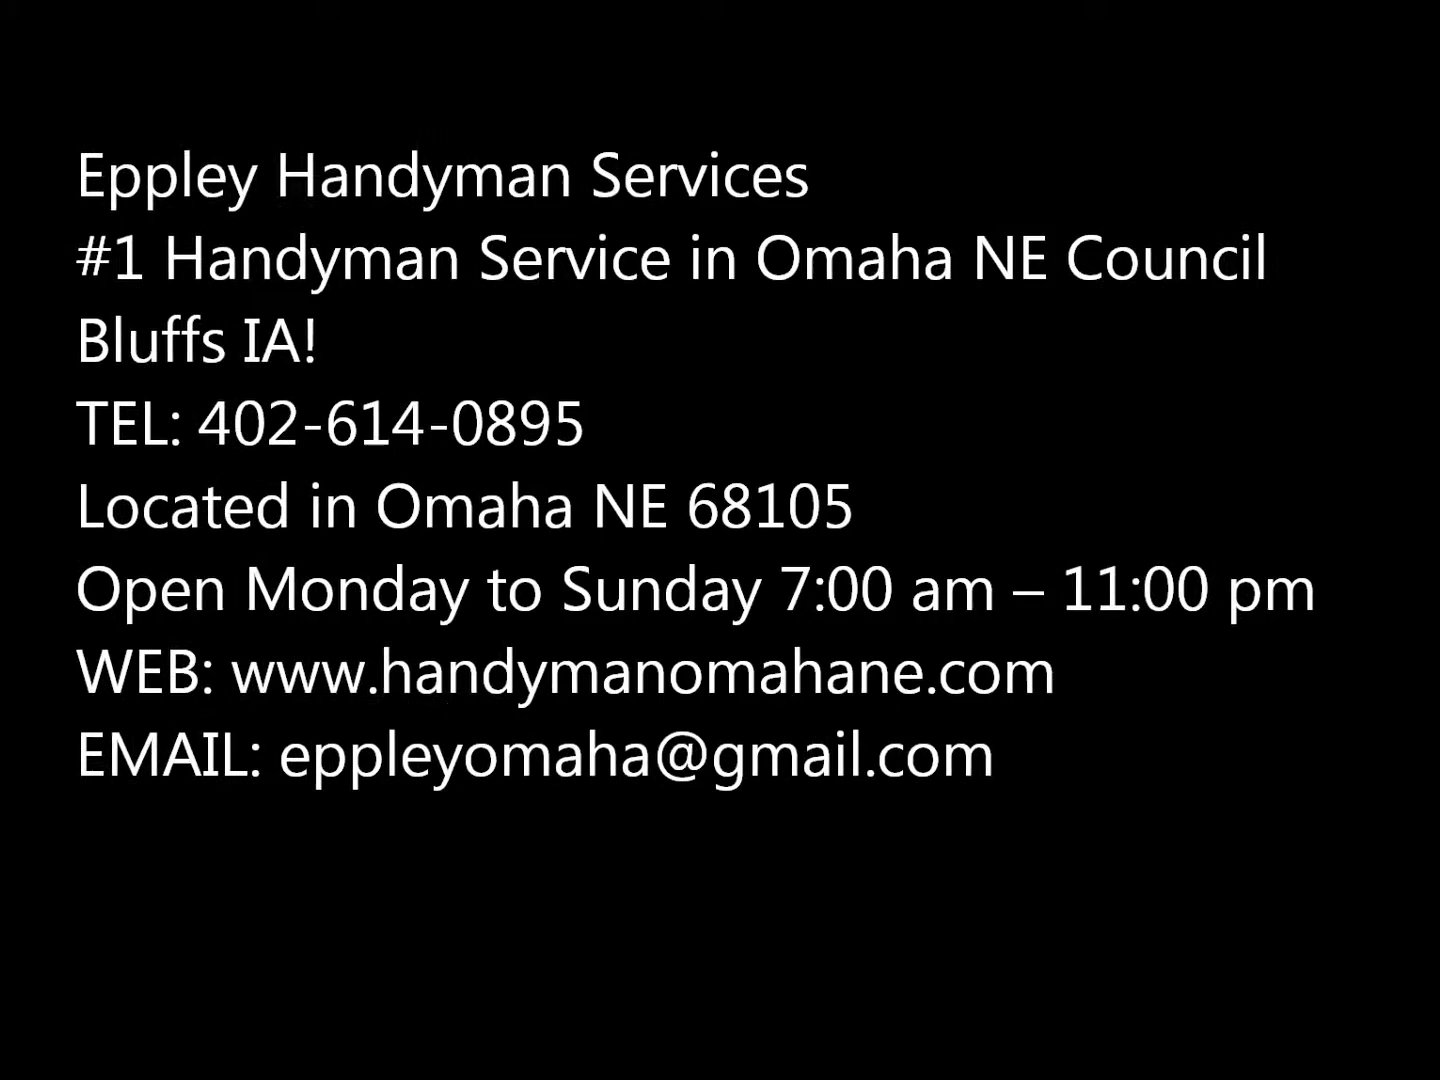 Eppley Handyman Services
#1 Handyman Service in Omaha NE Council
Bluffs IA!
TEL: 402-614-0895
Located in Omaha NE 68105
Open Monday to Sunday 7:00 am – 11:00 pm
WEB: www.handymanomahane.com
EMAIL: eppleyomaha@gmail.com